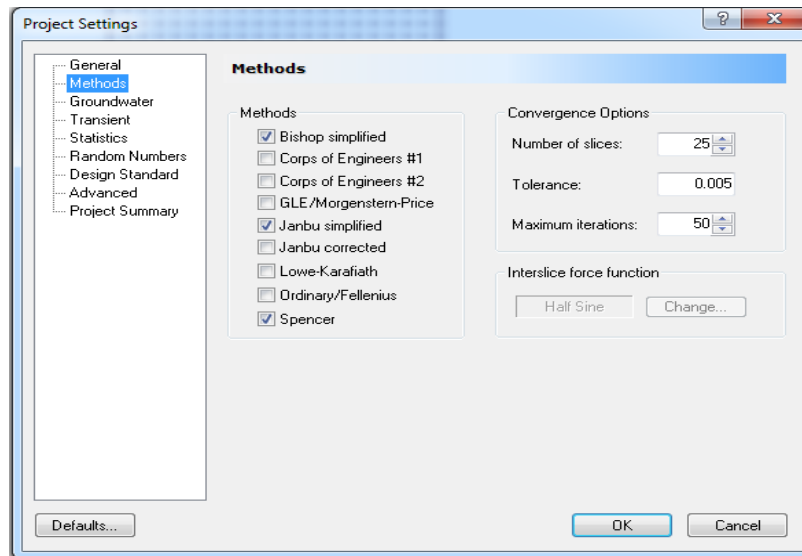 Project Settings
General
Methods
Groundwater
Transient
Statistics
Random Numbers
Design Standard
Advanced
Project Summary
Methods
Methods
Bishop simplified
Corps of Engineers #1
Corps of Engineers #2
GLE/Morgenstern-Price
Janbu simplified
Janbu corrected
Lowe-Karafiath
Ordinary/Fellenius
Spencer
Convergence Options
Number of slices: 25
Tolerance: 0.005
Maximum iterations: 50
Interslice force function
Half Sine Change...
Defaults... OK Cancel